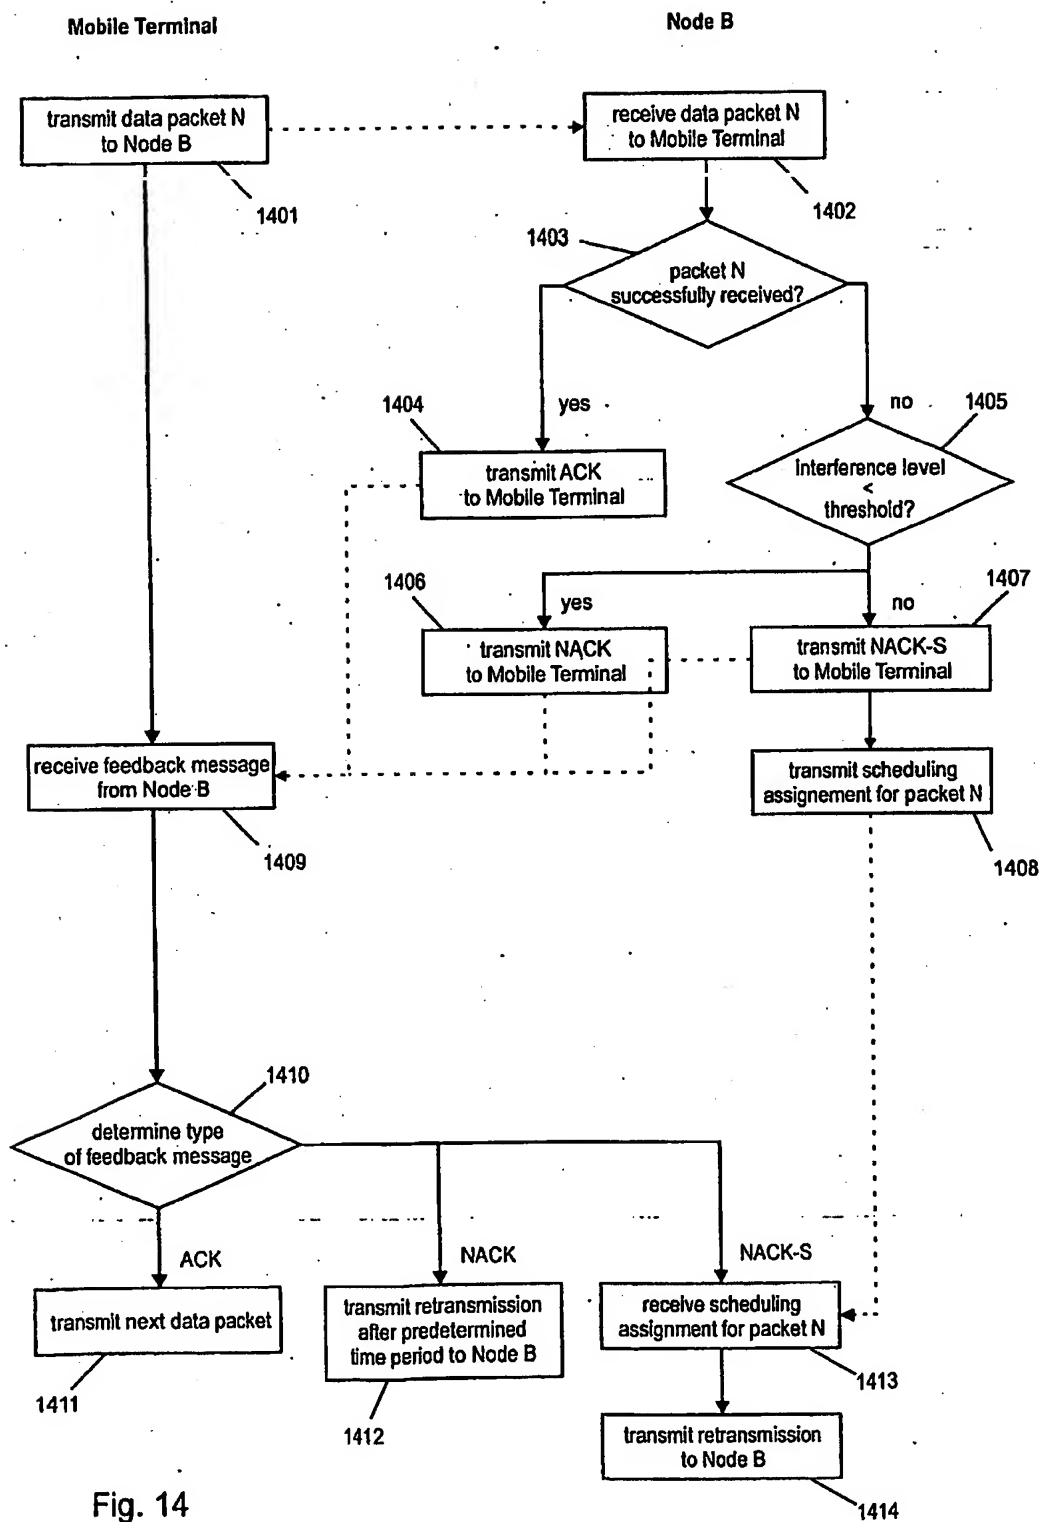 Mobile Terminal
Node B
transmit data packet N
to Node B
1401
receive data packet N
to Mobile Terminal
1402
1403
packet N
successfully received?
yes
no
1404
transmit ACK
to Mobile Terminal
1405
interference level
<
threshold?
yes
no
1406
transmit NACK
to Mobile Terminal
1407
transmit NACK-S
to Mobile Terminal
receive feedback message
from Node B
1409
transmit scheduling
assignement for packet N
1408
1410
determine type
of feedback message
ACK
NACK
NACK-S
transmit next data packet
1411
transmit retransmission
after predetermined
time period to Node B
1412
receive scheduling
assignment for packet N
1413
transmit retransmission
to Node B
1414
Fig. 14